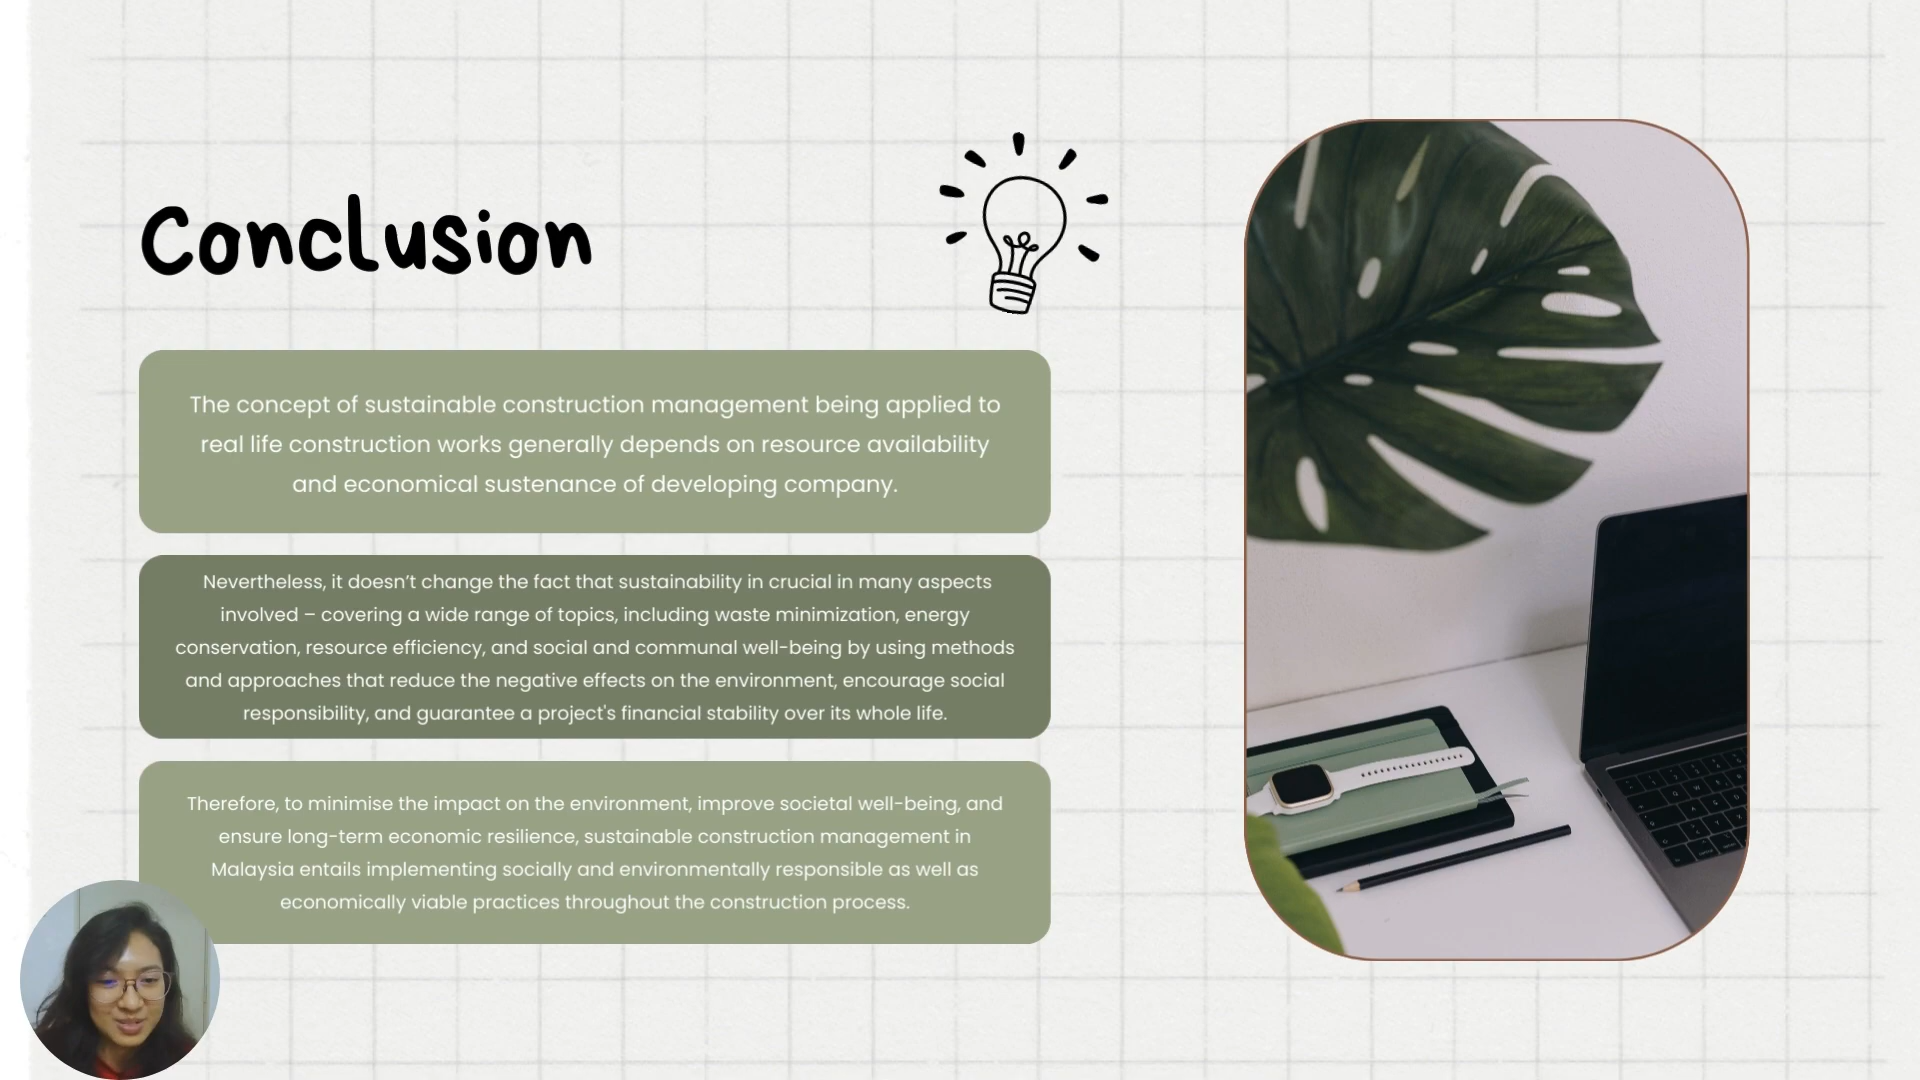 Conclusion
The concept of sustainable construction management being applied to
real life construction works generally depends on resource availability
and economical sustenance of developing company.
Nevertheless, it doesn't change the fact that sustainability in crucial in many aspects
involved – covering a wide range of topics, including waste minimization, energy
conservation, resource efficiency, and social and communal well-being by using methods
and approaches that reduce the negative effects on the environment, encourage social
responsibility, and guarantee a project's financial stability over its whole life.
Therefore, to minimise the impact on the environment, improve societal well-being, and
ensure long-term economic resilience, sustainable construction management in
Malaysia entails implementing socially and environmentally responsible as well as
economically viable practices throughout the construction process.